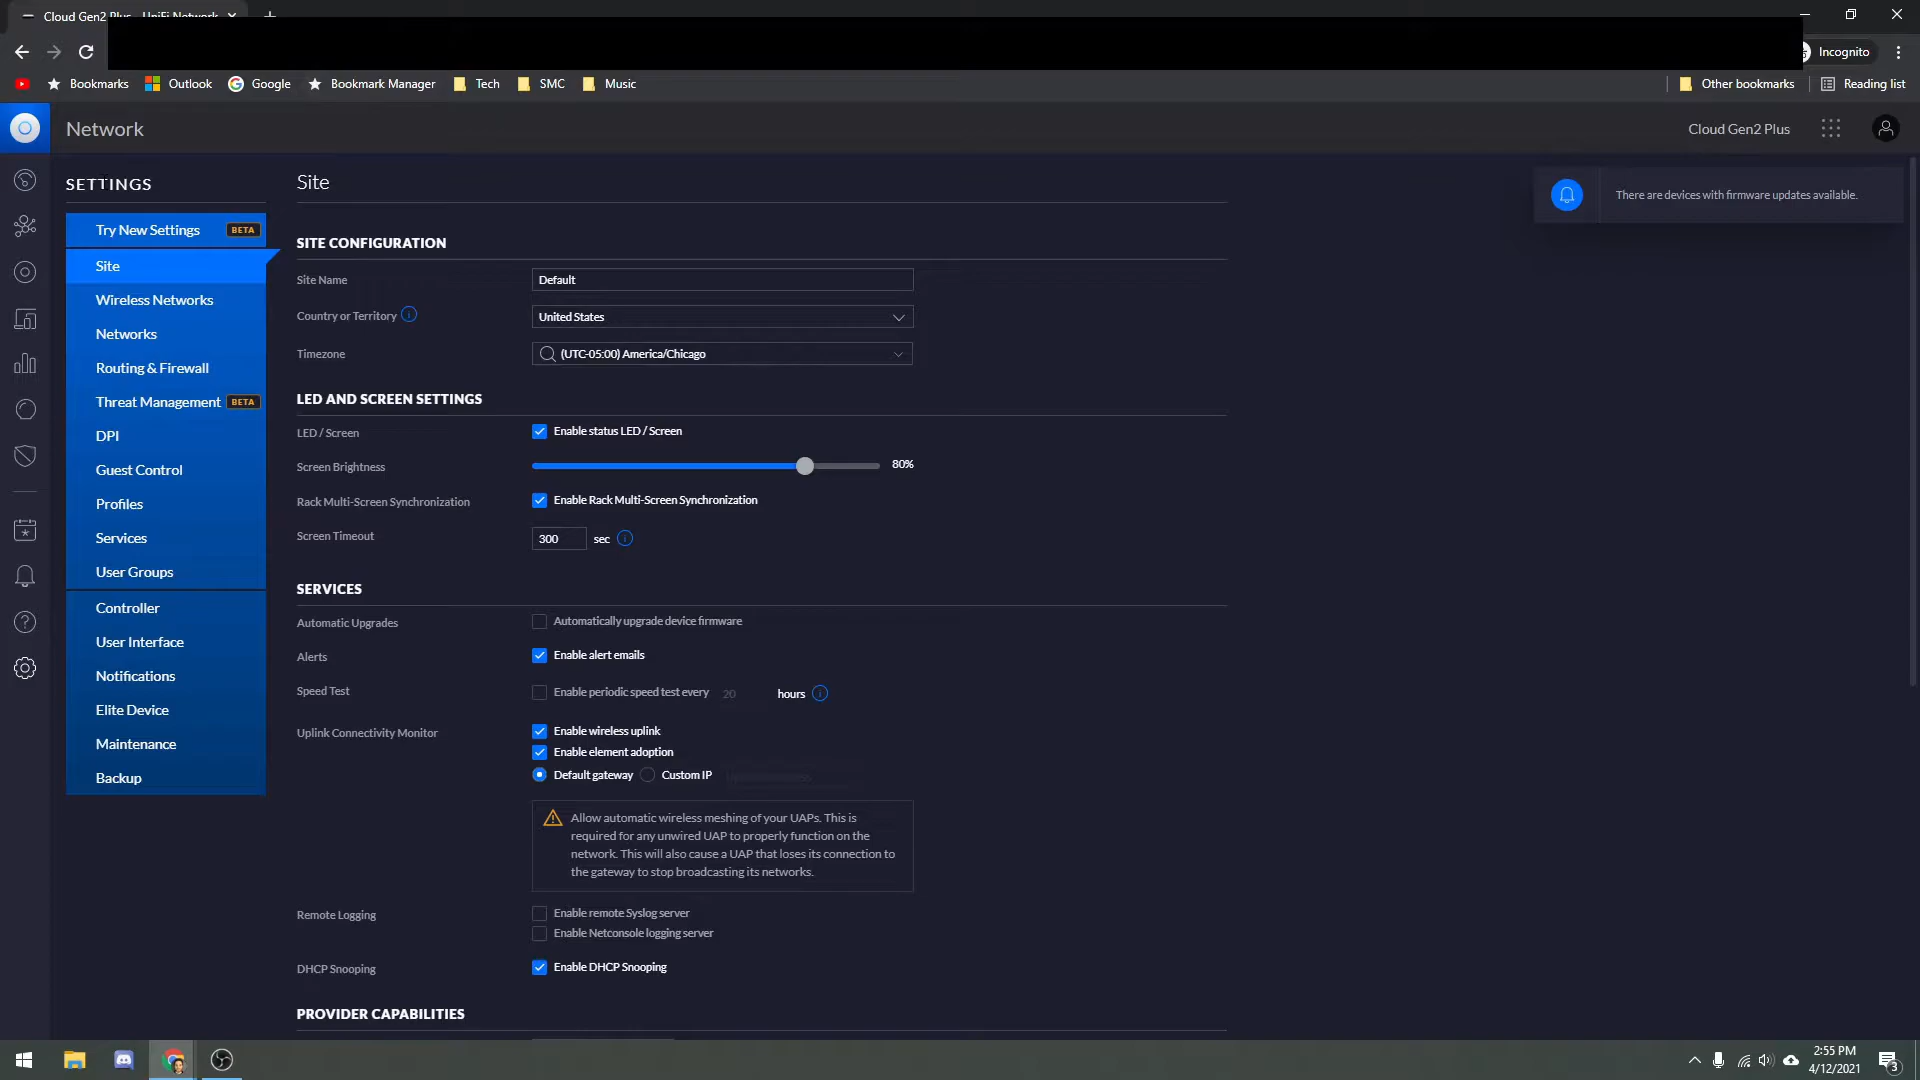 Cloud Gen2 Plus - UniFi Network
Incognito
Bookmarks
Outlook
Google
Bookmark Manager
Tech
SMC
Music
Other bookmarks
Reading list
Network
Cloud Gen2 Plus
SETTINGS
Try New Settings BETA
Site
Wireless Networks
Networks
Routing & Firewall
Threat Management BETA
DPI
Guest Control
Profiles
Services
User Groups
Controller
User Interface
Notifications
Elite Device
Maintenance
Backup
Site
There are devices with firmware updates available.
SITE CONFIGURATION
Site Name Default
Country or Territory United States
Timezone (UTC-05:00) America/Chicago
LED AND SCREEN SETTINGS
LED / Screen Enable status LED / Screen
Screen Brightness 80%
Rack Multi-Screen Synchronization Enable Rack Multi-Screen Synchronization
Screen Timeout 300 sec
SERVICES
Automatic Upgrades Automatically upgrade device firmware
Alerts Enable alert emails
Speed Test Enable periodic speed test every 20 hours
Uplink Connectivity Monitor Enable wireless uplink
Enable element adoption
Default gateway Custom IP
Allow automatic wireless meshing of your UAPs. This is
required for any unwired UAP to properly function on the
network. This will also cause a UAP that loses its connection to
the gateway to stop broadcasting its networks.
Remote Logging Enable remote Syslog server
Enable Netconsole logging server
DHCP Snooping Enable DHCP Snooping
PROVIDER CAPABILITIES
2:55 PM
4/12/2021
3